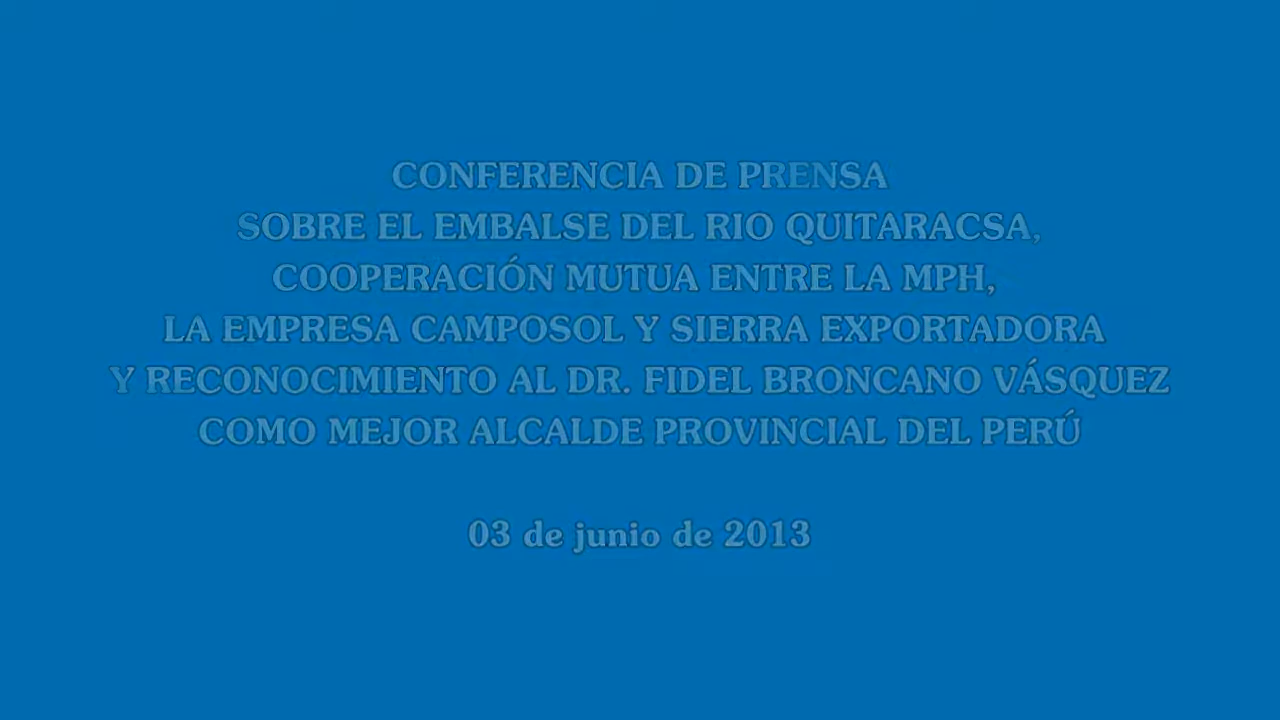 CONFERENCIA DE PRENSA
SOBRE EL EMBALSE DEL RIO QUITARACSA,
COOPERACIÓN MUTUA ENTRE LA MPH,
LA EMPRESA CAMPOSOL Y SIERRA EXPORTADORA
Y RECONOCIMIENTO AL DR. FIDEL BRONCANO VÁSQUEZ
COMO MEJOR ALCALDE PROVINCIAL DEL PERÚ
03 de junio de 2013